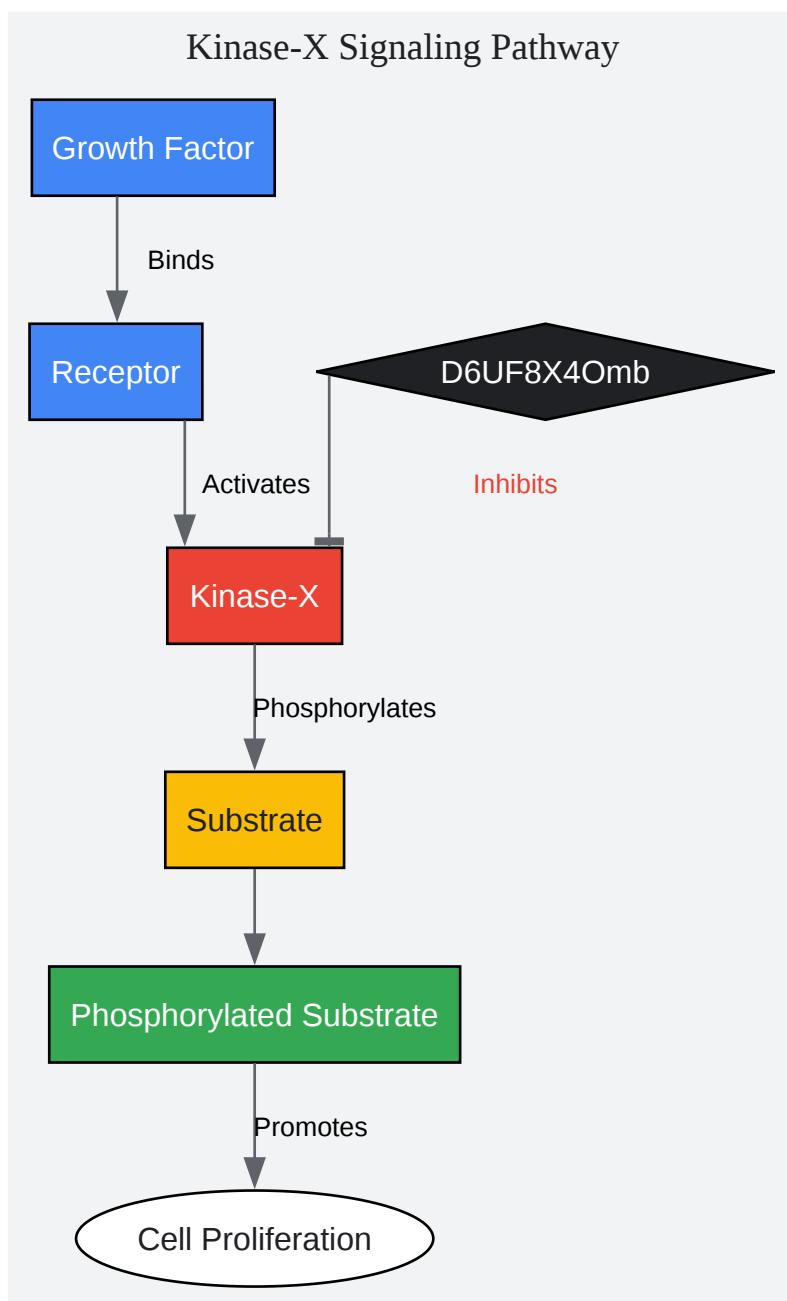 Kinase-X Signaling Pathway
Growth Factor
Binds
Receptor
D6UF8X4Omb
Activates
Inhibits
Kinase-X
Phosphorylates
Substrate
Phosphorylated Substrate
Promotes
Cell Proliferation